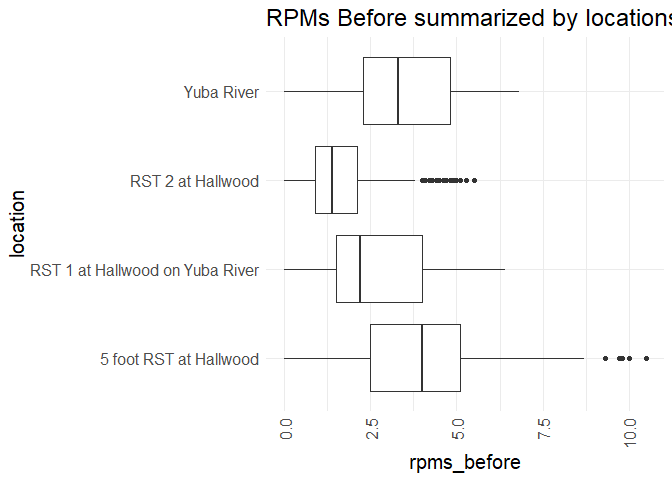 RPMs Before summarized by locations
Yuba River
RST 2 at Hallwood
RST 1 at Hallwood on Yuba River
5 foot RST at Hallwood
location
0.0
2.5
5.0
7.5
10.0
rpms_before